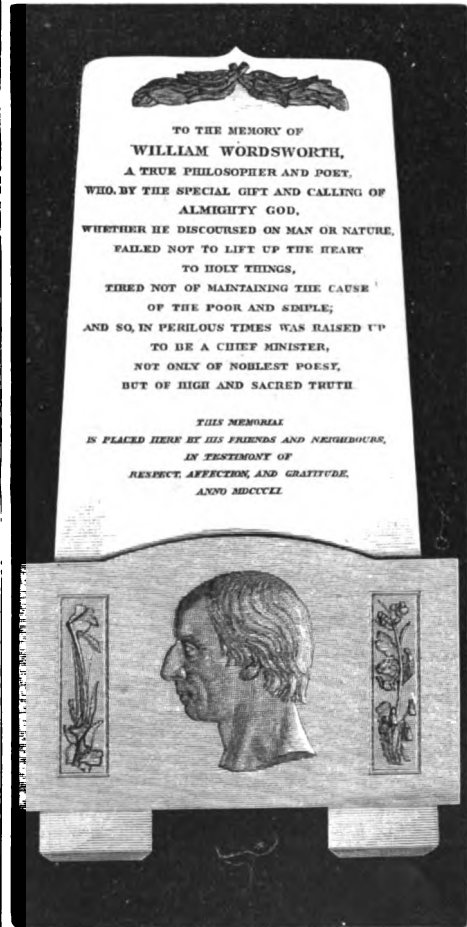 TO THE MEMORY OF
WILLIAM WORDSWORTH,
A TRUE PHILOSOPHER AND POET,
WHO, BY THE SPECIAL GIFT AND CALLING OF
ALMIGHTY GOD,
WHETHER HE DISCOURSED ON MAN OR NATURE,
FAILED NOT TO LIFT UP THE HEART
TO HOLY THINGS,
TIRED NOT OF MAINTAINING THE CAUSE
OF THE POOR AND SIMPLE;
AND SO, IN PERILOUS TIMES WAS RAISED UP
TO BE A CHIEF MINISTER,
NOT ONLY OF NOBLEST POESY,
BUT OF HIGH AND SACRED TRUTH
THIS MEMORIAL
IS PLACED HERE BY HIS FRIENDS AND NEIGHBOURS,
IN TESTIMONY OF
RESPECT, AFFECTION, AND GRATITUDE,
ANNO MDCCCLI.